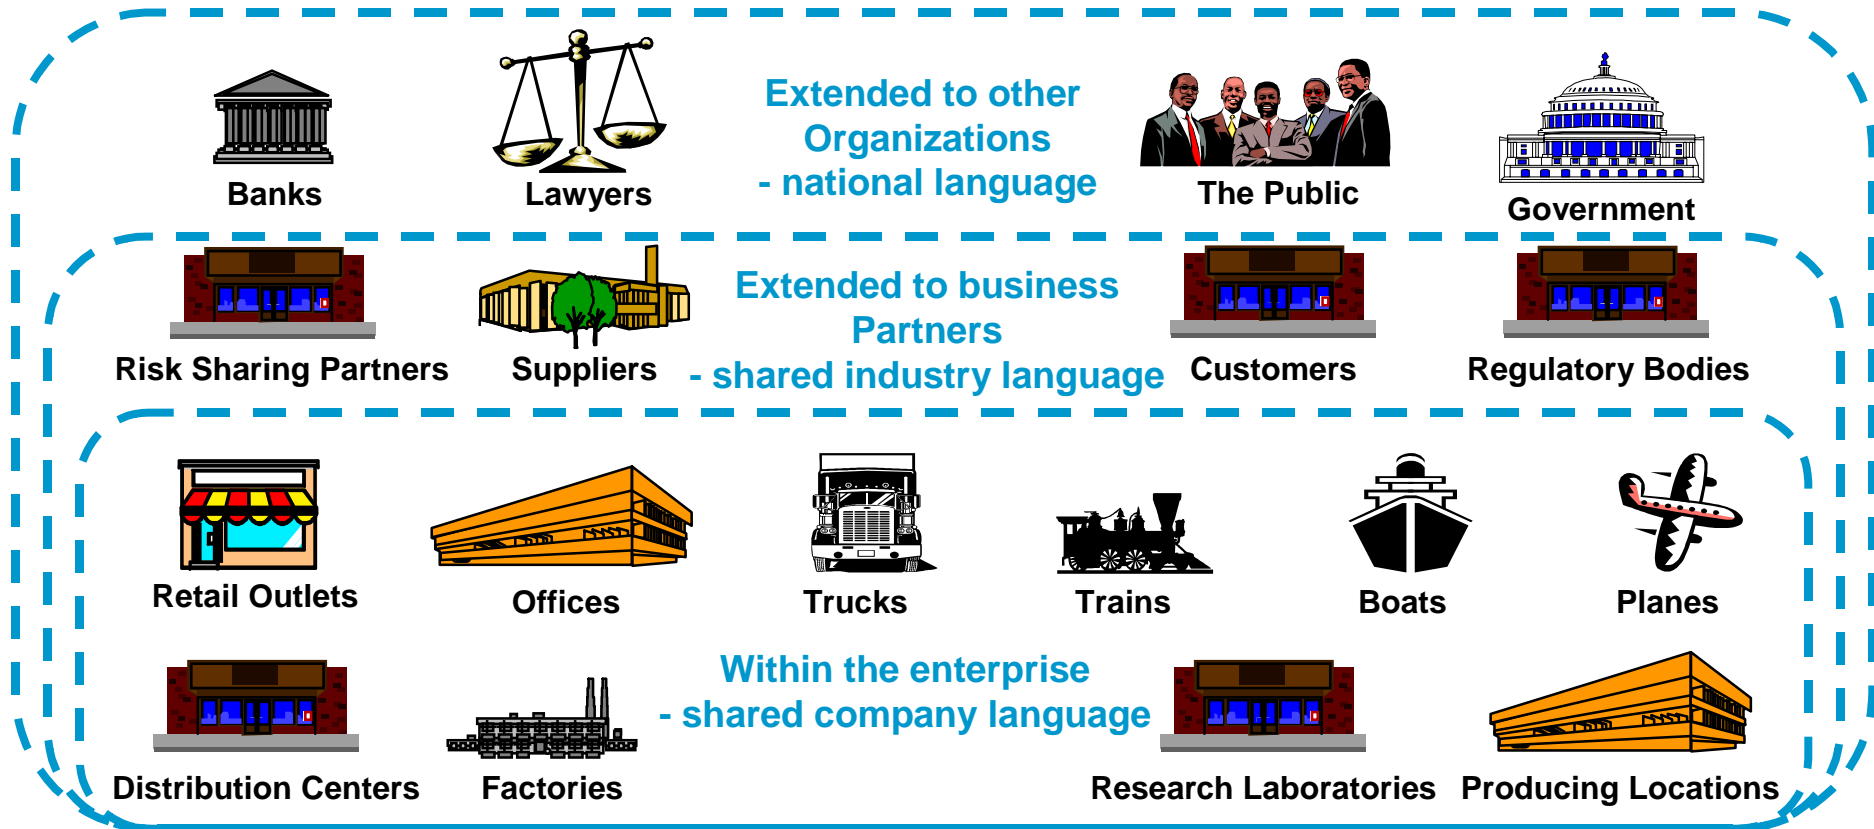 Extended to other
Organizations
- national language
Banks
Lawyers
The Public
Government
Extended to business
Partners
- shared industry language
Risk Sharing Partners
Suppliers
Customers
Regulatory Bodies
Retail Outlets
Offices
Trucks
Trains
Boats
Planes
Within the enterprise
- shared company language
Distribution Centers
Factories
Research Laboratories
Producing Locations